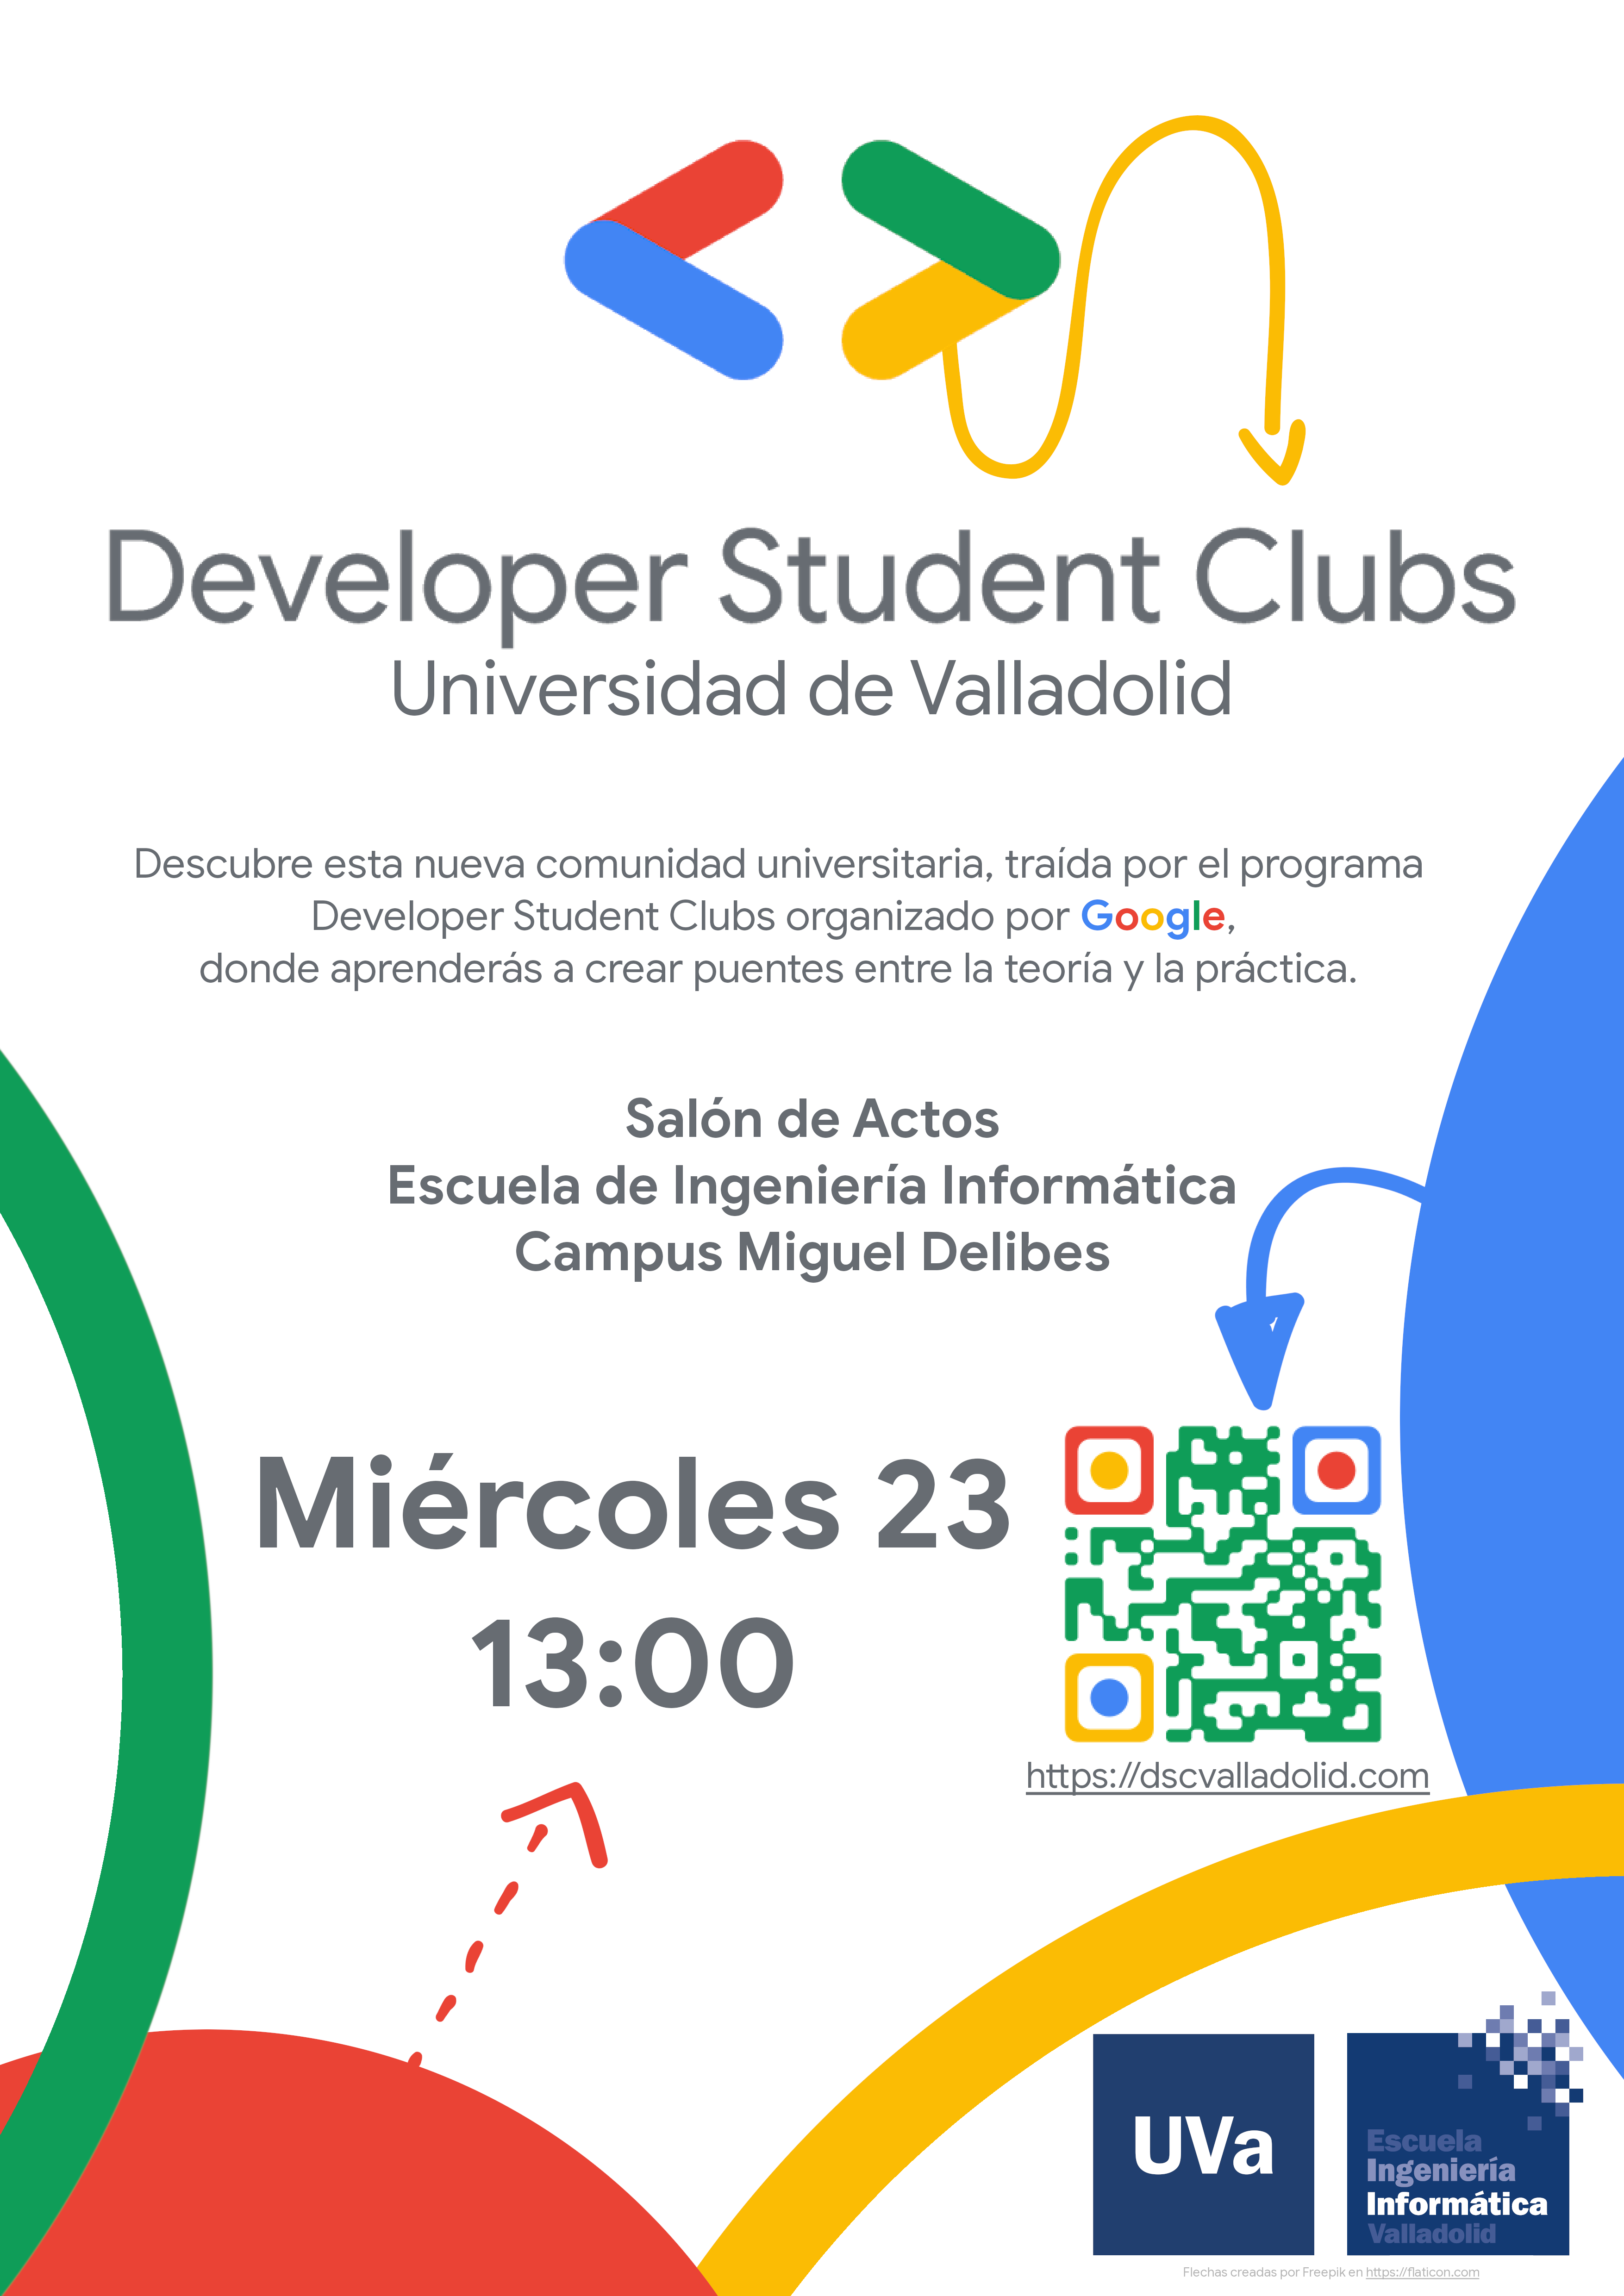 Developer Student Clubs
Universidad de Valladolid
Descubre esta nueva comunidad universitaria, traída por el programa
Developer Student Clubs organizado por Google,
donde aprenderás a crear puentes entre la teoría y la práctica.
Salón de Actos
Escuela de Ingeniería Informática
Campus Miguel Delibes
Miércoles 23
13:00
https://dscvalladolid.com
UVa
Escuela
Ingeniería
Informática
Valladolid
Flechas creadas por Freepik en https://flaticon.com